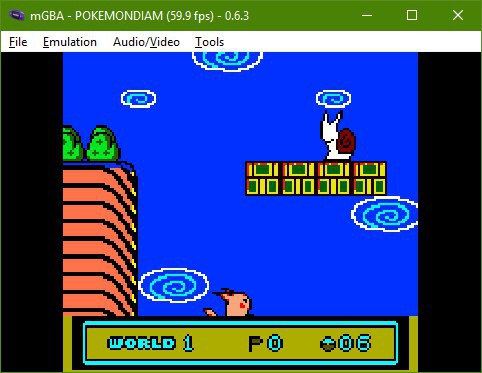 mGBA - POKEMONDIAM (59.9 fps) - 0.6.3
File Emulation Audio/Video Tools
WORLD 1 P0 06